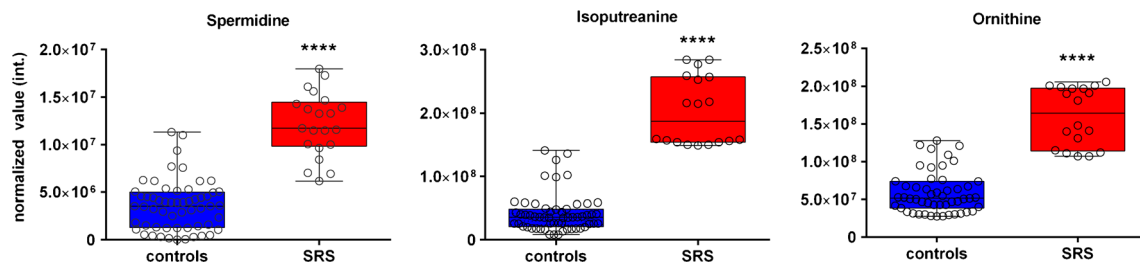 Spermidine
normalized value (int.)
2.0×10⁷
1.5×10⁷
1.0×10⁷
5.0×10⁶
0
****
controls SRS
Isoputreanine
3.0×10⁸
2.0×10⁸
1.0×10⁸
0
****
controls SRS
Ornithine
2.5×10⁸
2.0×10⁸
1.5×10⁸
1.0×10⁸
5.0×10⁷
0
****
controls SRS